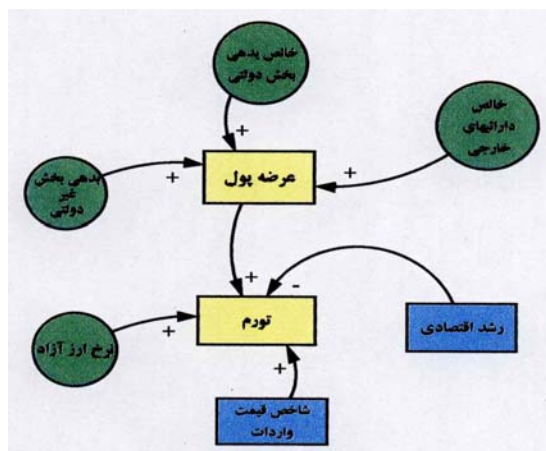 خالص بدهی
بخش دولتی
+
خالص
دارائیهای
خارجی
+
عرضه پول
بدهی بخش
غیر
دولتی
+
+
-
تورم
رشد اقتصادی
نرخ ارز آزاد
+
+
شاخص قیمت
واردات